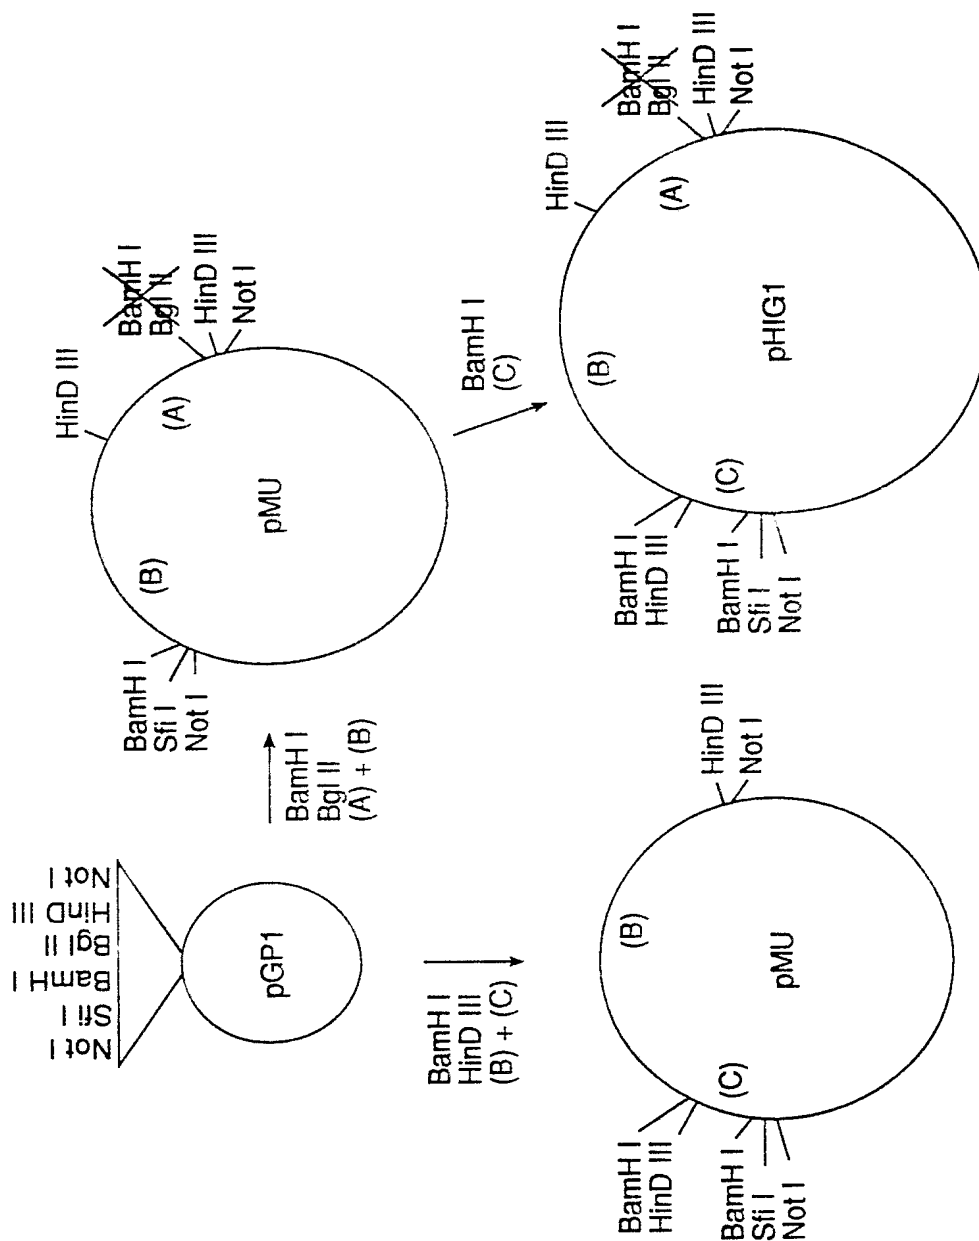 Not I
Sfi I
BamH I
Bgl II
HinD III
Not I
pGP1
BamH I
Bgl II
(A) + (B)
BamH I
Sfi I
Not I
(B)
HinD III
(A)
BamH I
Bgl II
HinD III
Not I
pMU
BamH I
HinD III
(B) + (C)
BamH I
(C)
BamH I
HinD III
(C)
BamH I
Sfi I
Not I
(B)
HinD III
Not I
pMU
BamH I
HinD III
(C)
BamH I
Sfi I
Not I
(B)
HinD III
(A)
BamH I
Bgl II
HinD III
Not I
pHIG1